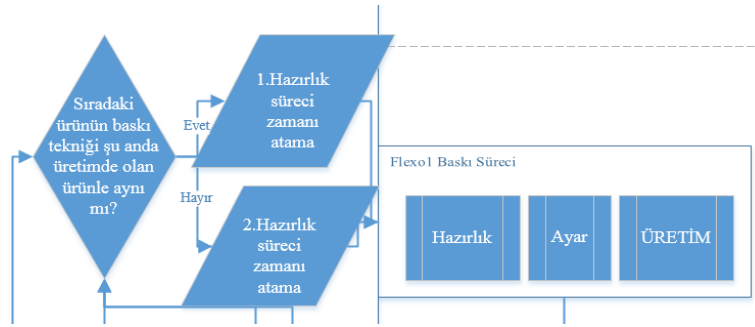 Sıradaki
ürünün baskı
tekniği şu anda
üretimde olan
ürünle aynı
mı?
Evet
Hayır
1.Hazırlık
süreci
zamanı
atama
2.Hazırlık
süreci
zamanı
atama
Flexo1 Baskı Süreci
Hazırlık
Ayar
ÜRETİM